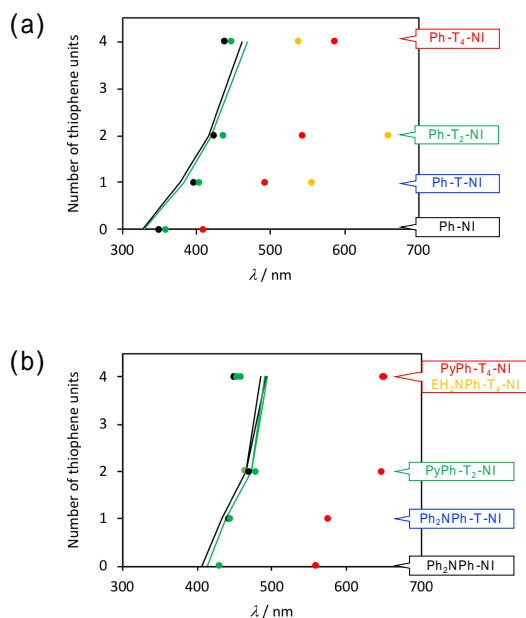 (a)
Number of thiophene units
4
3
2
1
0
300
400
500
600
700
λ / nm
Ph-T₄-NI
Ph-T₂-NI
Ph-T-NI
Ph-NI
(b)
Number of thiophene units
4
3
2
1
0
300
400
500
600
700
λ / nm
PyPh-T₄-NI
EH₂NPh-T₄-NI
PyPh-T₂-NI
Ph₂NPh-T-NI
Ph₂NPh-NI